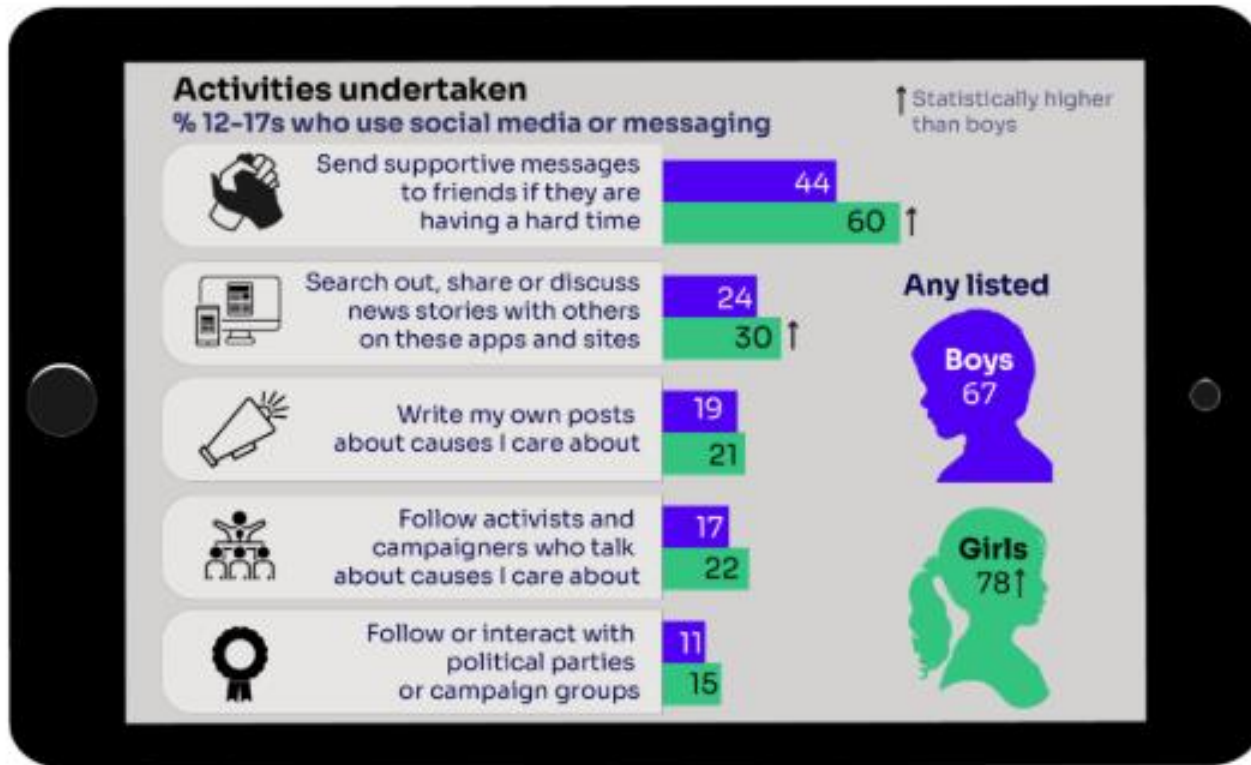 Activities undertaken
% 12-17s who use social media or messaging
↑ Statistically higher
than boys
Send supportive messages
to friends if they are
having a hard time
44
60 ↑
Search out, share or discuss
news stories with others
on these apps and sites
24
30 ↑
Write my own posts
about causes I care about
19
21
Follow activists and
campaigners who talk
about causes I care about
17
22
Follow or interact with
political parties
or campaign groups
11
15
Any listed
Boys
67
Girls
78↑